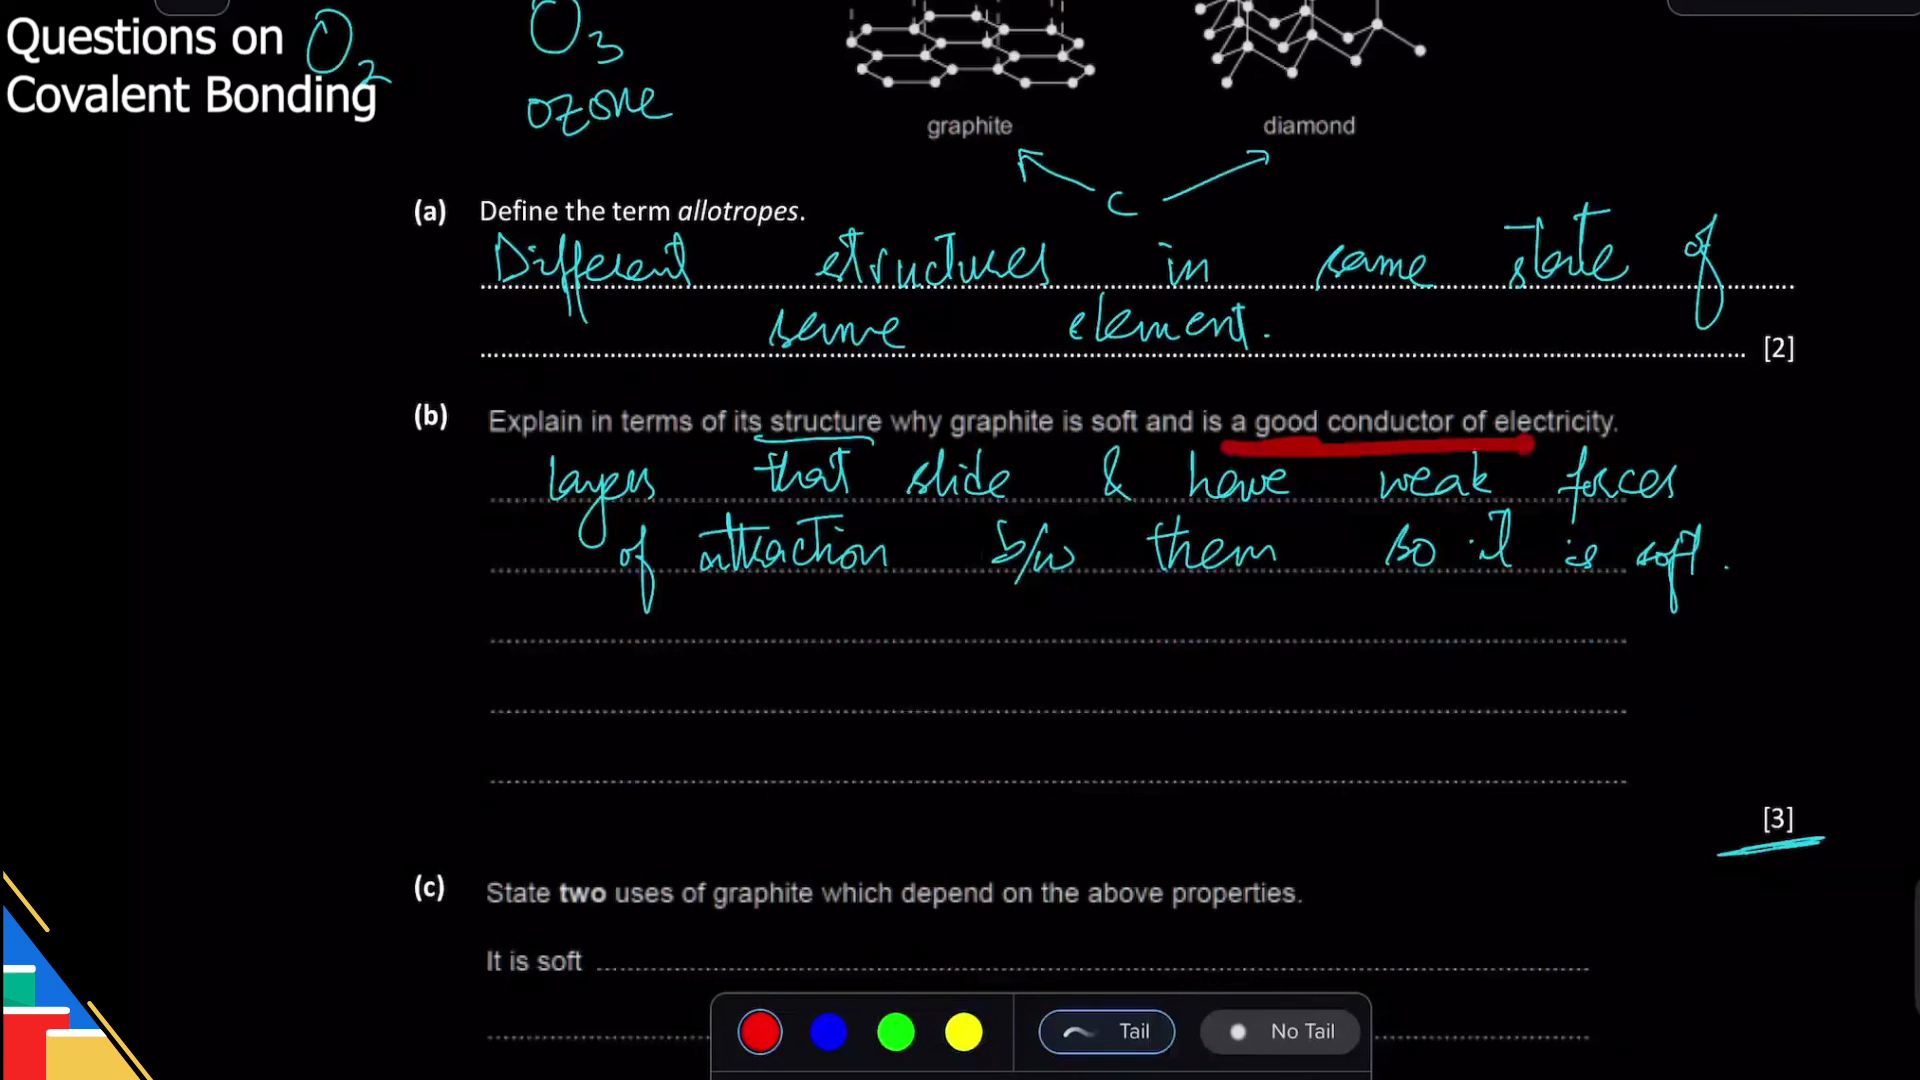 Questions on
Covalent Bonding
O2
O3
ozone
graphite
diamond
C
(a) Define the term allotropes.
Different structures in same state of
same element.
[2]
(b) Explain in terms of its structure why graphite is soft and is a good conductor of electricity.
layers that slide & have weak forces
of attraction b/w them so it is soft.
[3]
(c) State two uses of graphite which depend on the above properties.
It is soft
Tail
No Tail